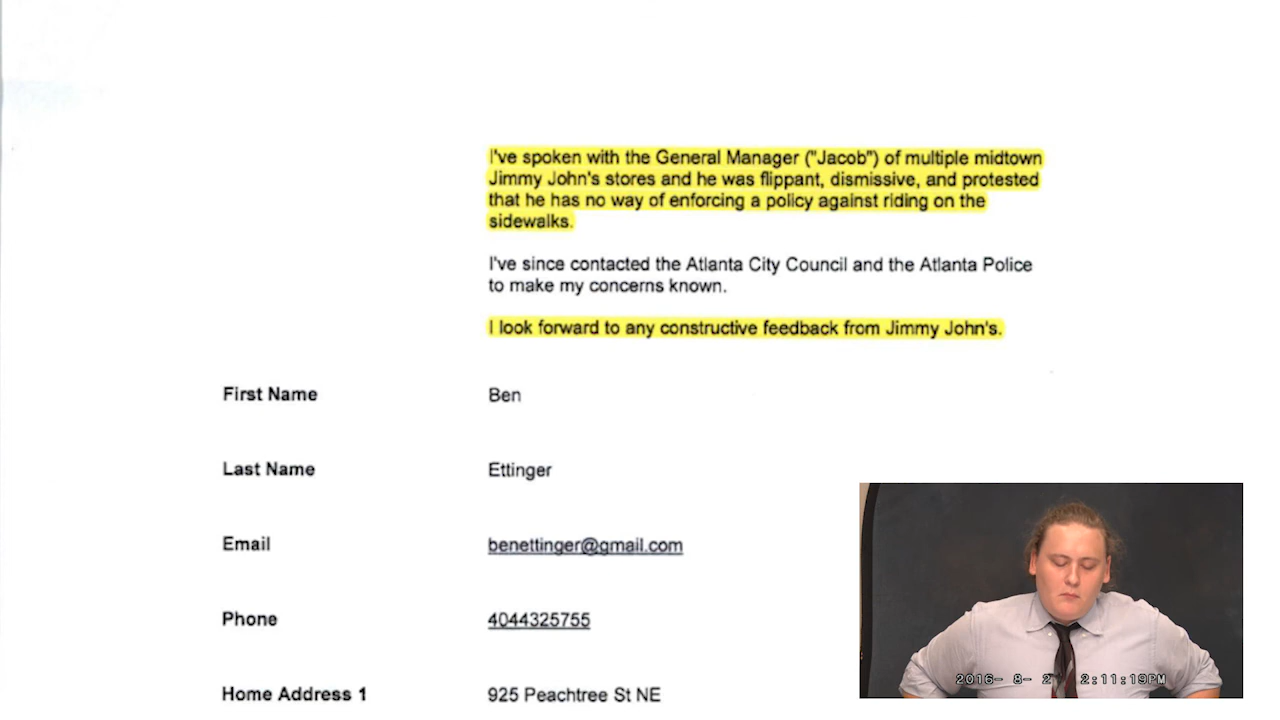 I've spoken with the General Manager ("Jacob") of multiple midtown
Jimmy John's stores and he was flippant, dismissive, and protested
that he has no way of enforcing a policy against riding on the
sidewalks.
I've since contacted the Atlanta City Council and the Atlanta Police
to make my concerns known.
I look forward to any constructive feedback from Jimmy John's.
First Name Ben
Last Name Ettinger
Email benettinger@gmail.com
Phone 4044325755
Home Address 1 925 Peachtree St NE
2016- 8- 2 2:11:19PM